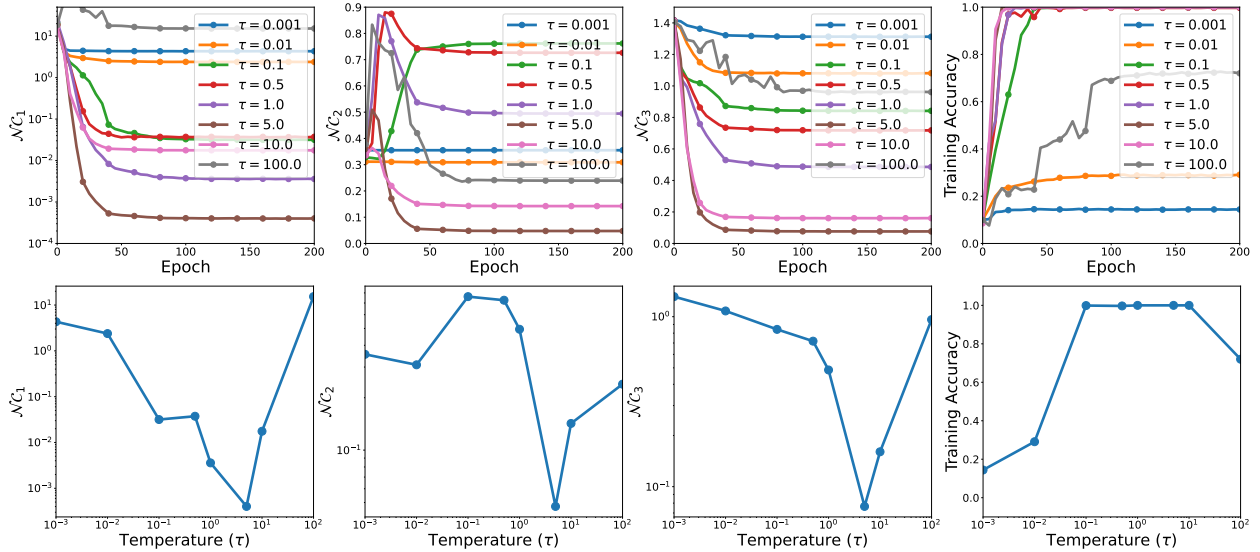 10¹
10⁰
10⁻¹
10⁻²
10⁻³
10⁻⁴
𝒩𝒞₁
0 50 100 150 200
Epoch
τ = 0.001
τ = 0.01
τ = 0.1
τ = 0.5
τ = 1.0
τ = 5.0
τ = 10.0
τ = 100.0
0.9
0.8
0.7
0.6
0.5
0.4
0.3
0.2
0.1
0.0
𝒩𝒞₂
0 50 100 150 200
Epoch
τ = 0.001
τ = 0.01
τ = 0.1
τ = 0.5
τ = 1.0
τ = 5.0
τ = 10.0
τ = 100.0
1.4
1.2
1.0
0.8
0.6
0.4
0.2
0.0
𝒩𝒞₃
0 50 100 150 200
Epoch
τ = 0.001
τ = 0.01
τ = 0.1
τ = 0.5
τ = 1.0
τ = 5.0
τ = 10.0
τ = 100.0
1.0
0.8
0.6
0.4
0.2
0.0
Training Accuracy
0 50 100 150 200
Epoch
τ = 0.001
τ = 0.01
τ = 0.1
τ = 0.5
τ = 1.0
τ = 5.0
τ = 10.0
τ = 100.0
10¹
10⁰
10⁻¹
10⁻²
10⁻³
𝒩𝒞₁
10⁻³ 10⁻² 10⁻¹ 10⁰ 10¹ 10²
Temperature (τ)
10⁻¹
𝒩𝒞₂
10⁻³ 10⁻² 10⁻¹ 10⁰ 10¹ 10²
Temperature (τ)
10⁰
10⁻¹
𝒩𝒞₃
10⁻³ 10⁻² 10⁻¹ 10⁰ 10¹ 10²
Temperature (τ)
1.0
0.8
0.6
0.4
0.2
0.0
Training Accuracy
10⁻³ 10⁻² 10⁻¹ 10⁰ 10¹ 10²
Temperature (τ)